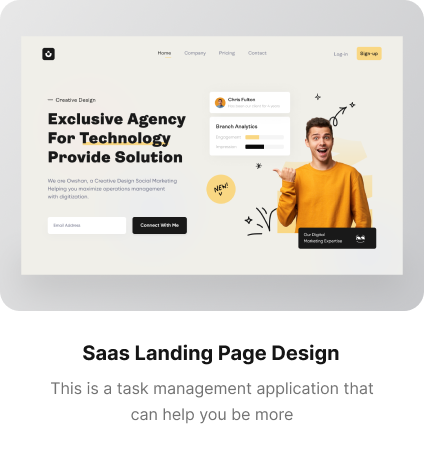 Home Company Pricing Contact Log-in Sign-up
— Creative Design
Exclusive Agency
For Technology
Provide Solution
We are Owshan, a Creative Design Social Marketing
Helping you maximize operations management
with digitization.
Email Address Connect With Me
Chris Fulton
Branch Analytics
Engagement
NEW!
Our Digital
Marketing Expertise
Saas Landing Page Design
This is a task management application that
can help you be more